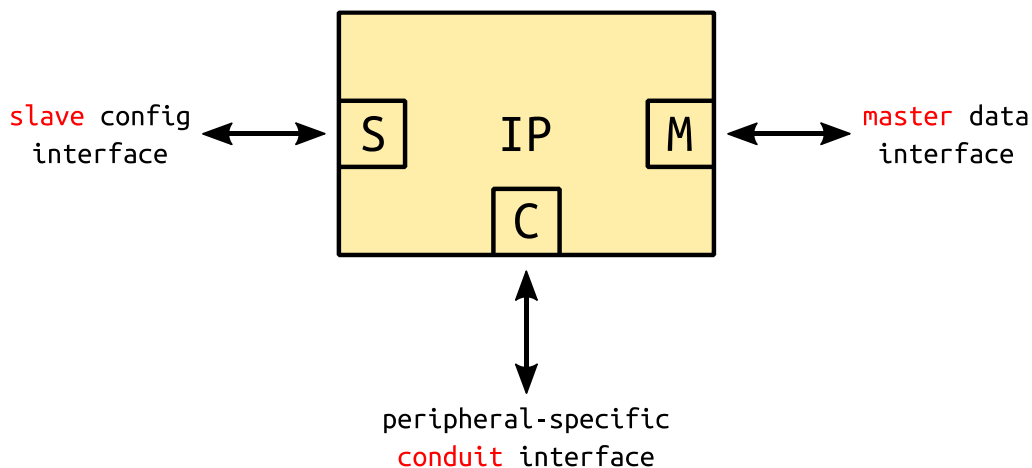 slave config
interface
S
IP
M
master data
interface
C
peripheral-specific
conduit interface